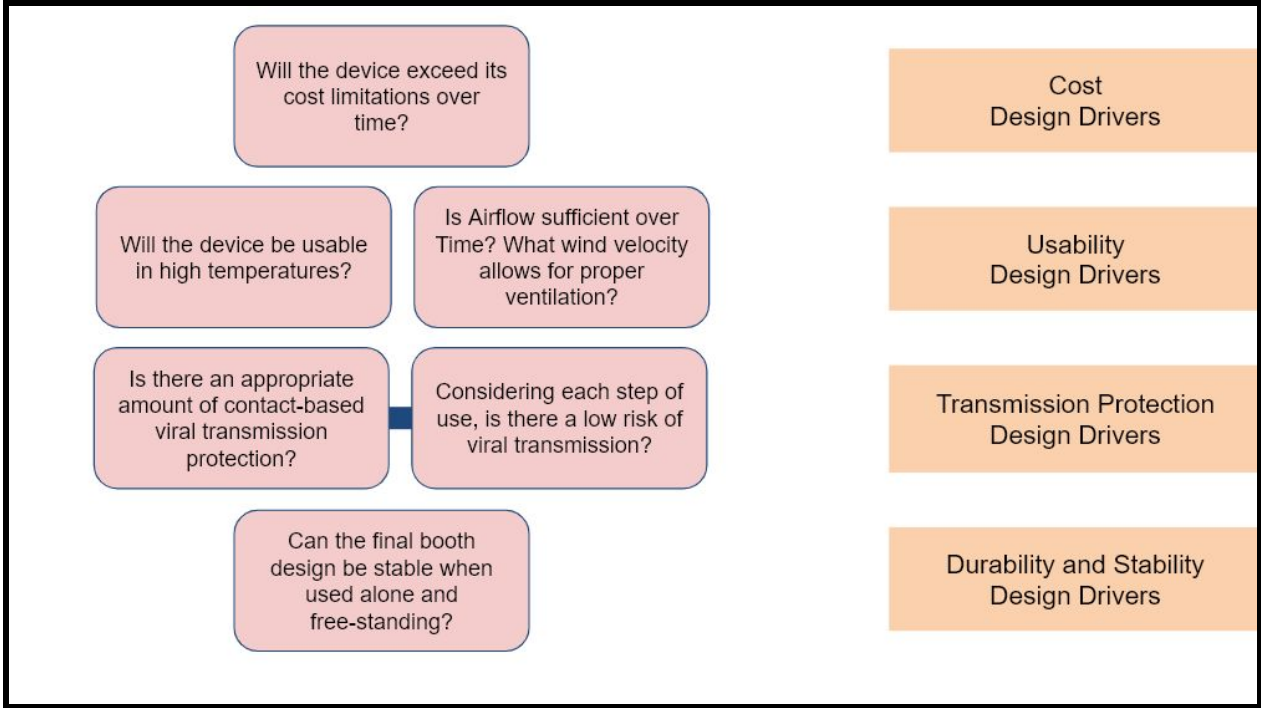 Will the device exceed its
cost limitations over
time?
Cost
Design Drivers
Will the device be usable
in high temperatures?
Is Airflow sufficient over
Time? What wind velocity
allows for proper
ventilation?
Usability
Design Drivers
Is there an appropriate
amount of contact-based
viral transmission
protection?
Considering each step of
use, is there a low risk of
viral transmission?
Transmission Protection
Design Drivers
Can the final booth
design be stable when
used alone and
free-standing?
Durability and Stability
Design Drivers